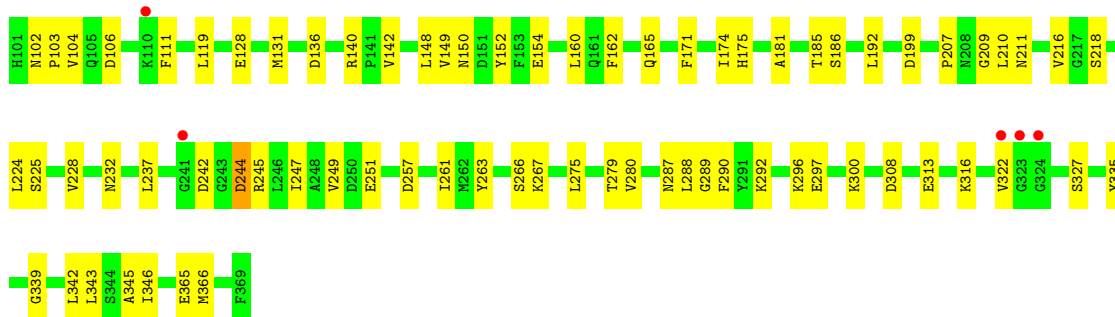 H101 N102 P103 V104 Q105 D106 K110 F111 L119 E128 M131 D136 R140 P141 V142 L148 V149 N150 D151 Y152 F153 E154 L160 Q161 F162 Q165 F171 I174 H175 A181 T185 S186 L192 D199 P207 N208 G209 L210 N211 V216 G217 S218
L224 S225 V228 N232 L237 G241 D242 G243 D244 R245 L246 I247 A248 V249 D250 E251 D257 I261 M262 Y263 S266 K267 L275 T279 V280 N287 L288 G289 F290 Y291 K292 K296 E297 K300 D308 E313 K316 V322 G323 G324 S327 Y335
G339 L342 L343 S344 A345 I346 E365 M366 F369